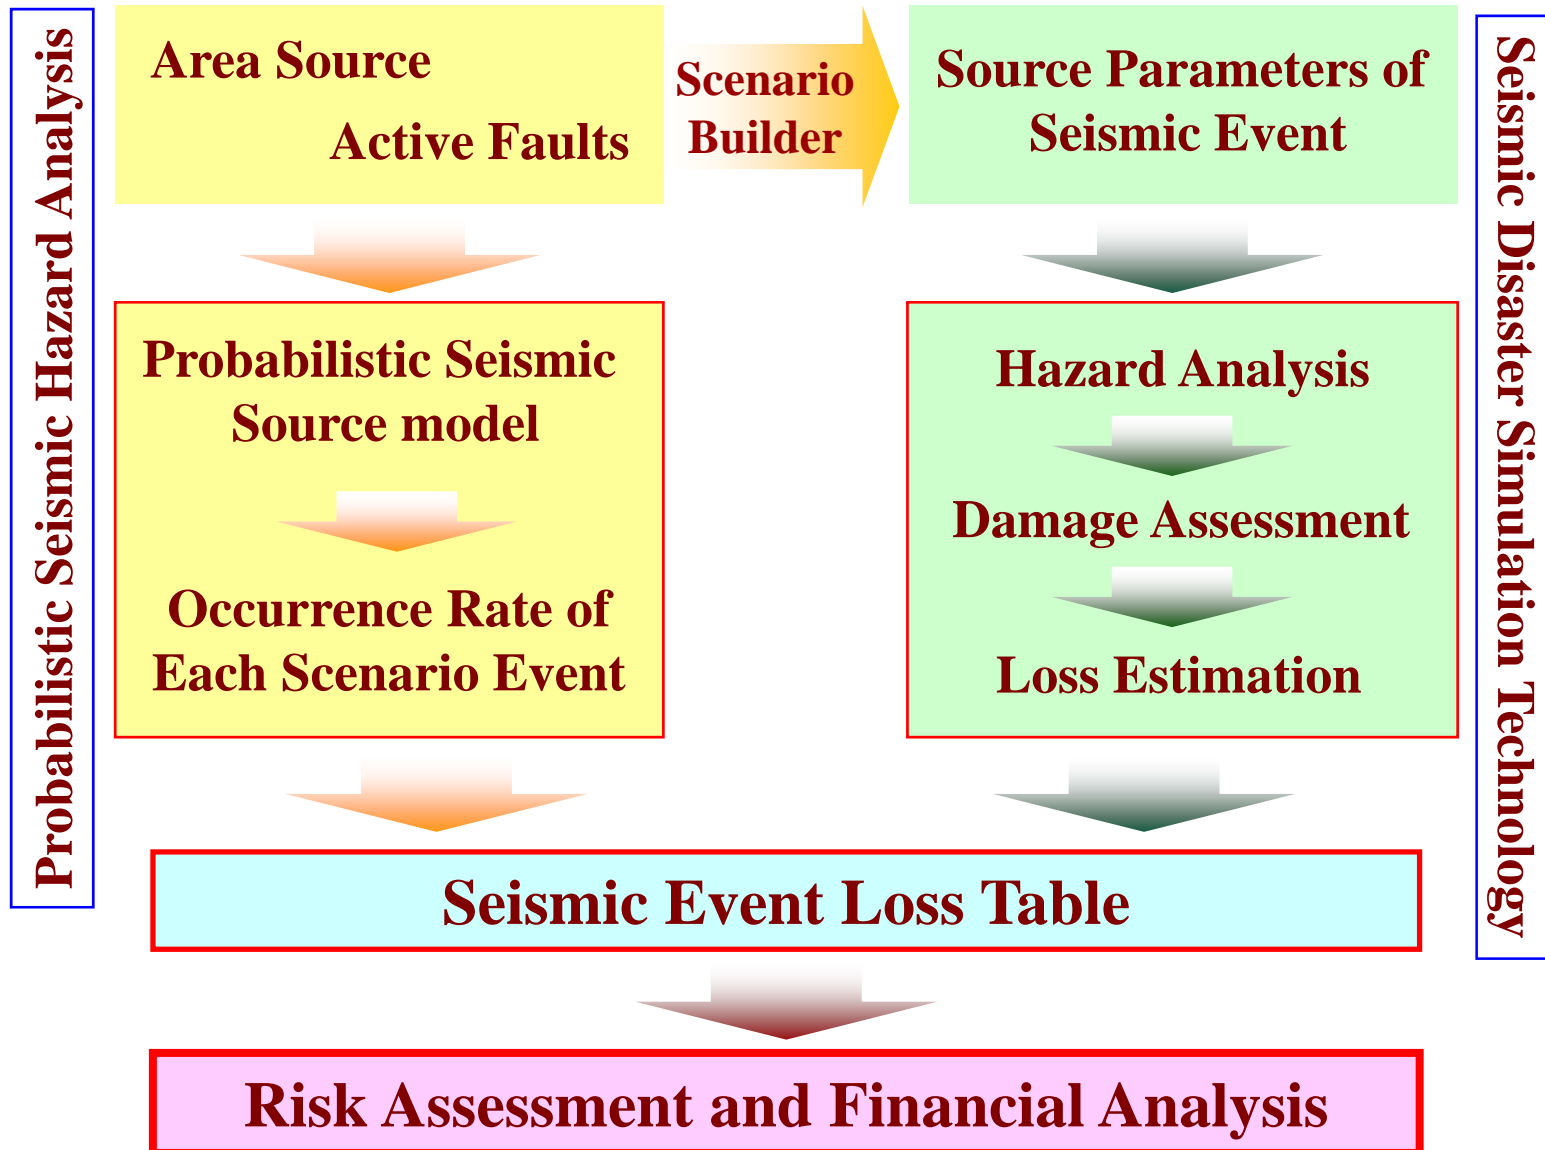 Probabilistic Seismic Hazard Analysis
Area Source
Active Faults
Scenario
Builder
Source Parameters of
Seismic Event
Probabilistic Seismic
Source model
Occurrence Rate of
Each Scenario Event
Hazard Analysis
Damage Assessment
Loss Estimation
Seismic Disaster Simulation Technology
Seismic Event Loss Table
Risk Assessment and Financial Analysis